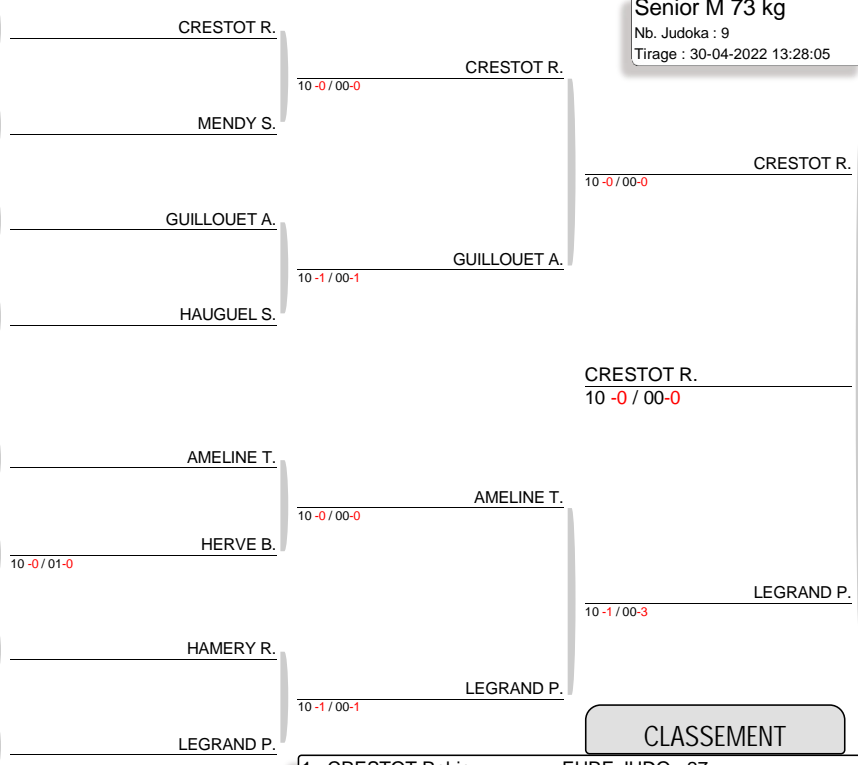 Senior M 73 kg
Nb. Judoka : 9
Tirage : 30-04-2022 13:28:05
CRESTOT R.
CRESTOT R.
10 -0 / 00-0
MENDY S.
CRESTOT R.
10 -0 / 00-0
GUILLOUET A.
GUILLOUET A.
10 -1 / 00-1
HAUGUEL S.
CRESTOT R.
10 -0 / 00-0
AMELINE T.
AMELINE T.
10 -0 / 00-0
HERVE B.
10 -0 / 01-0
LEGRAND P.
10 -1 / 00-3
HAMERY R.
LEGRAND P.
10 -1 / 00-1
LEGRAND P.
CLASSEMENT